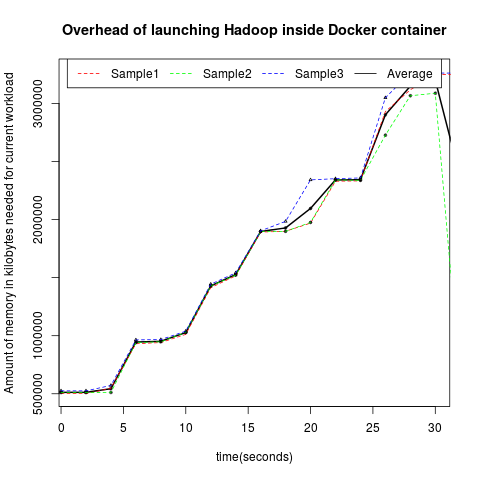 Overhead of launching Hadoop inside Docker container
Sample1 Sample2 Sample3 Average
Amount of memory in kilobytes needed for current workload
3000000
2000000
1000000
500000
0 5 10 15 20 25 30
time(seconds)